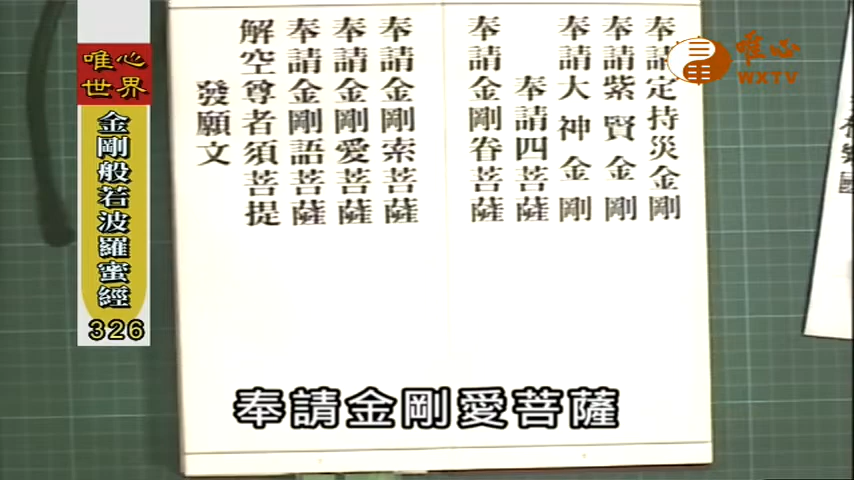 唯心
世界
金剛般若波羅蜜經
326
唯心
WXTV
奉請定持災金剛
奉請紫賢金剛
奉請大神金剛
奉請四菩薩
奉請金剛眷菩薩
奉請金剛索菩薩
奉請金剛愛菩薩
奉請金剛語菩薩
解空尊者須菩提
發願文
奉請金剛愛菩薩